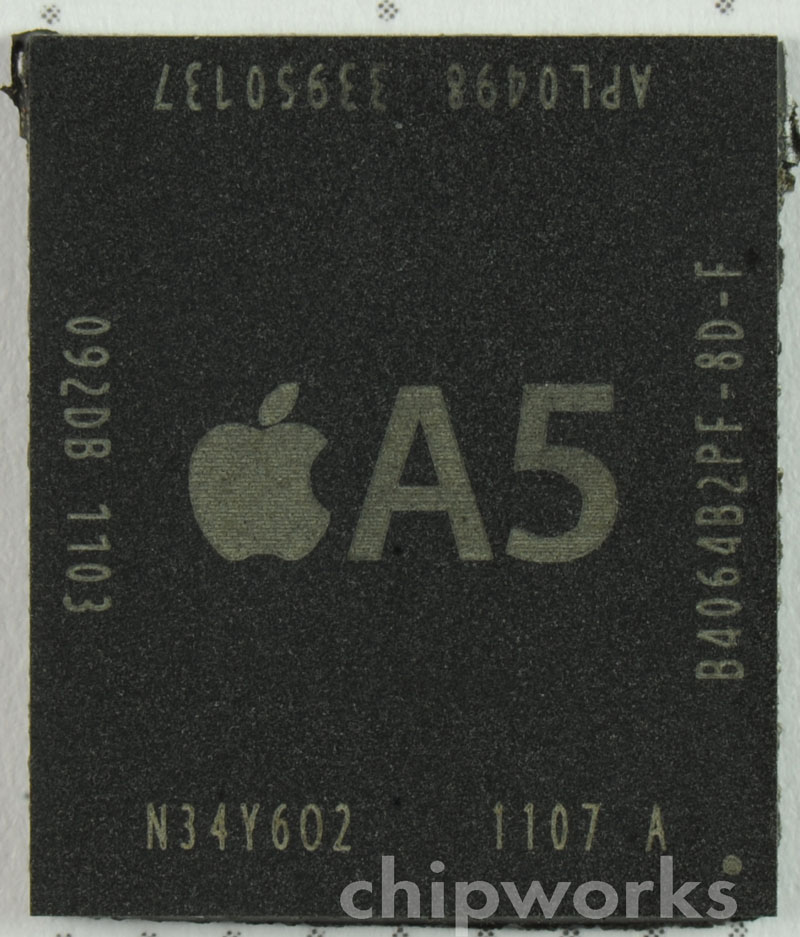 APL0498 339S0137
092DB 1103
A5
B4064B2PF-8D-F
N34Y602 1107 A
chipworks